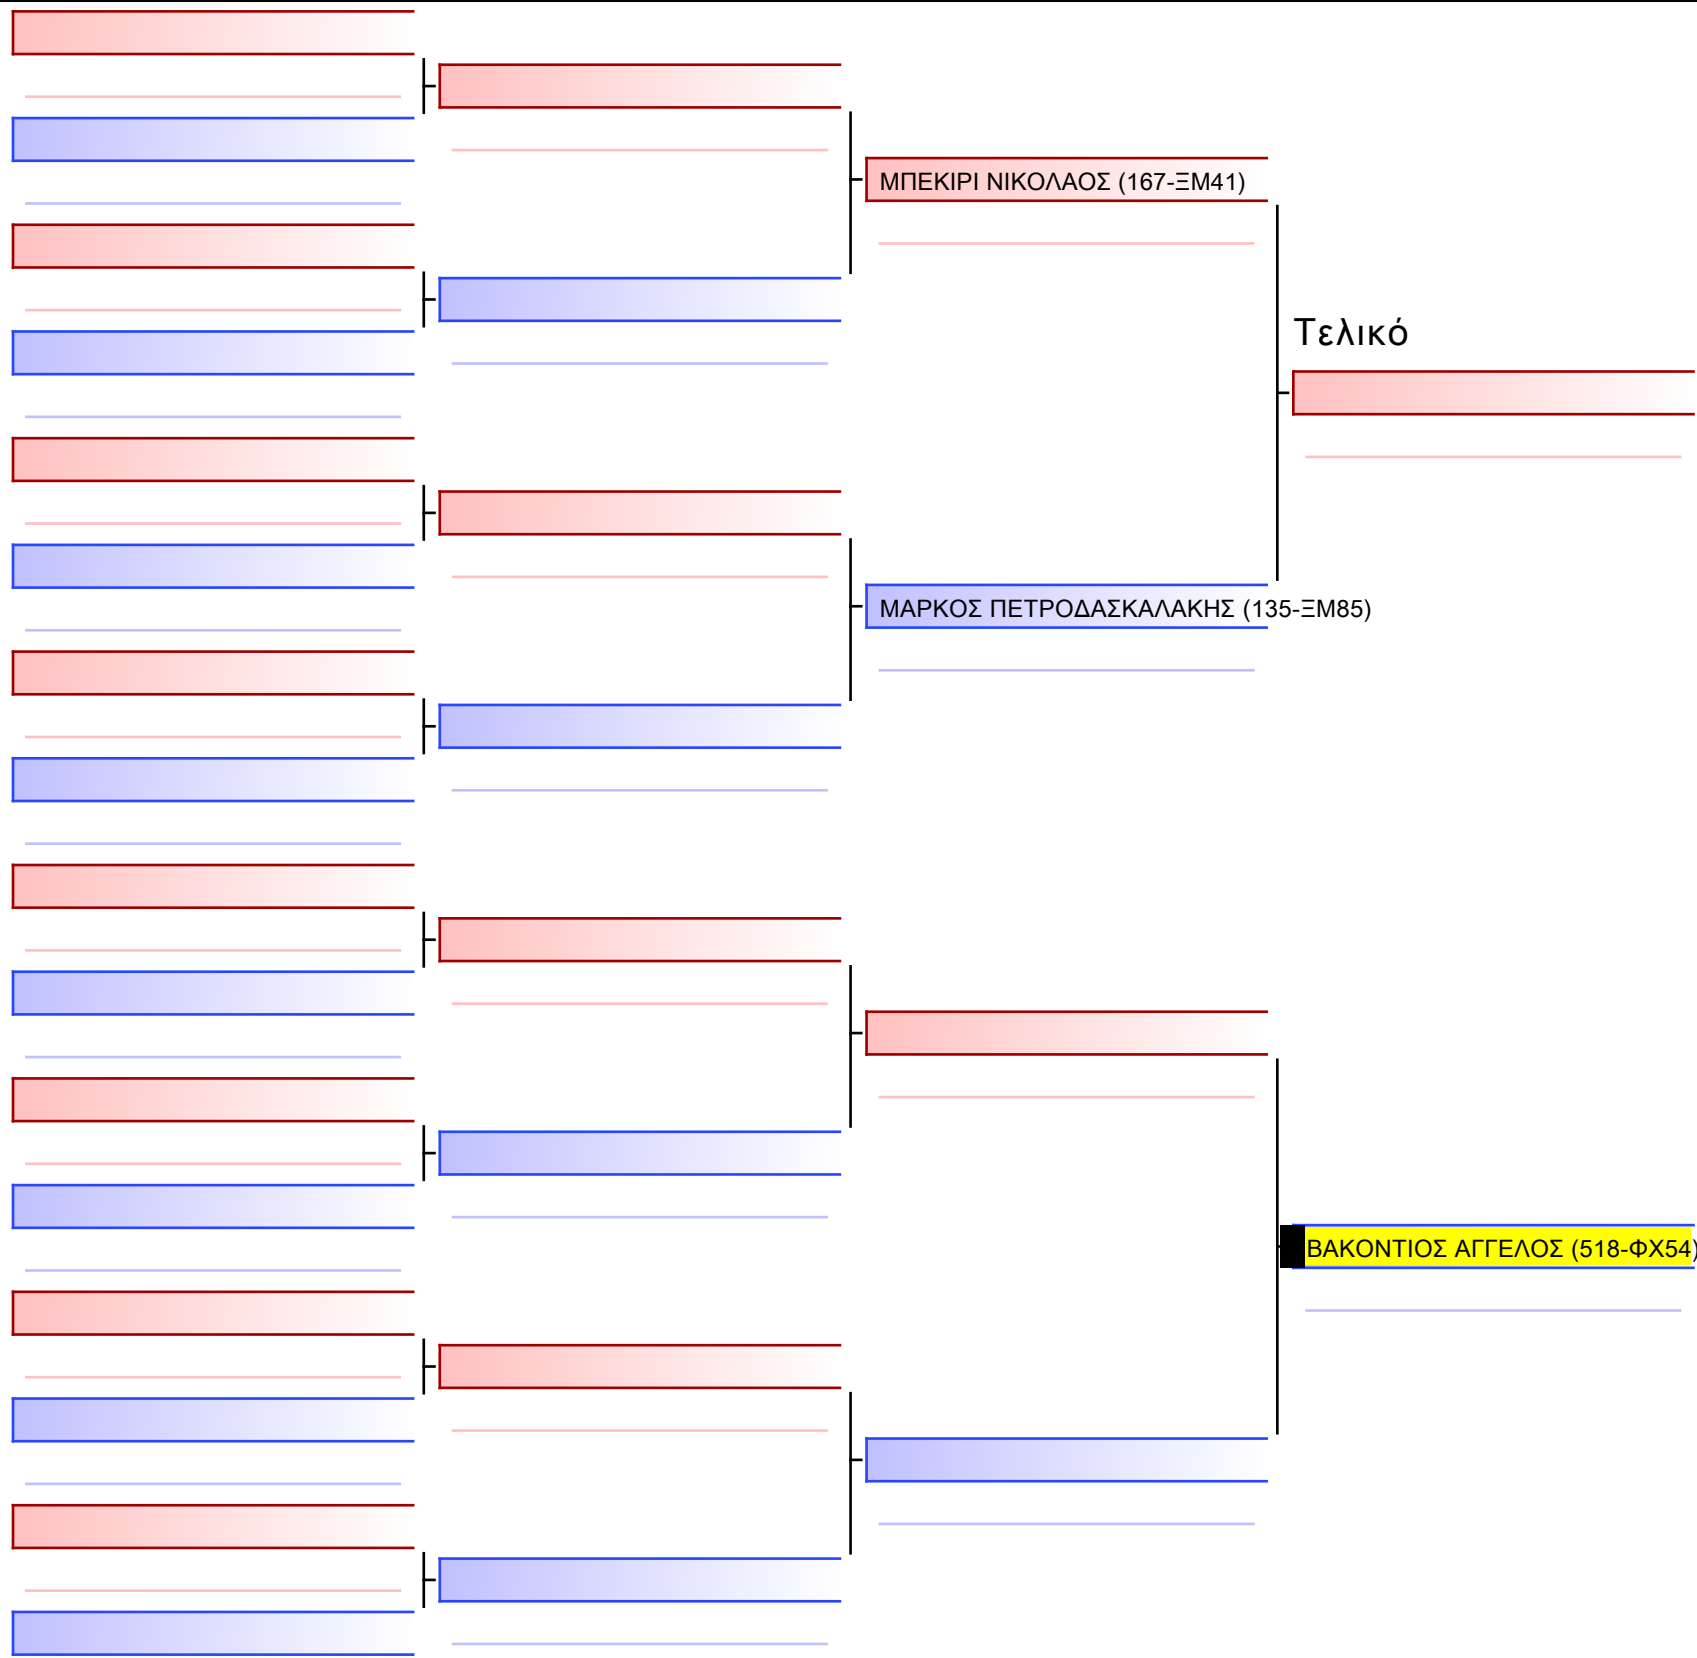 ΜΠΕΚΙΡΙ ΝΙΚΟΛΑΟΣ (167-ΞΜ41)
Τελικό
ΜΑΡΚΟΣ ΠΕΤΡΟΔΑΣΚΑΛΑΚΗΣ (135-ΞΜ85)
ΒΑΚΟΝΤΙΟΣ ΑΓΓΕΛΟΣ (518-ΦΧ54)